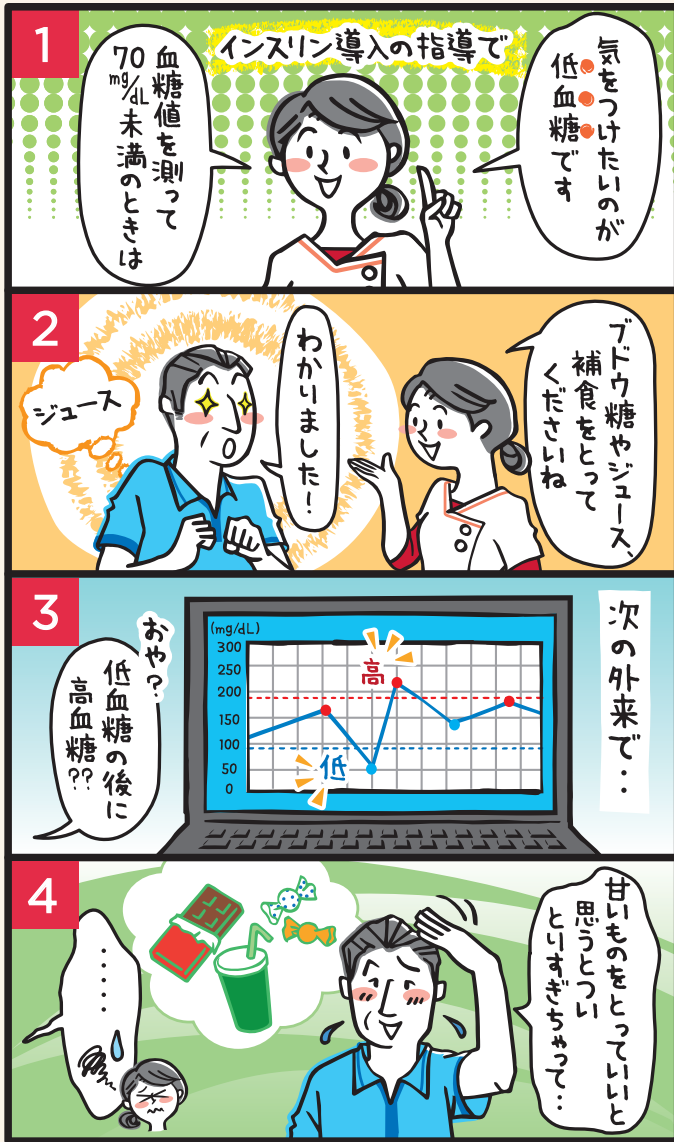 1
インスリン導入の指導で
気をつけたいのが
低血糖です
血糖値を測って
70mg/dL未満のときは
2
ブドウ糖やジュース、
補食をとって
くださいね
わかりました!
ジュース
3
次の外来で‥
(mg/dL)
300
250
200
150
100
50
0
高
低
おや?
低血糖の後に
高血糖??
4
甘いものをとっていいと
思うとつい
とりすぎちゃって‥
・・・・・